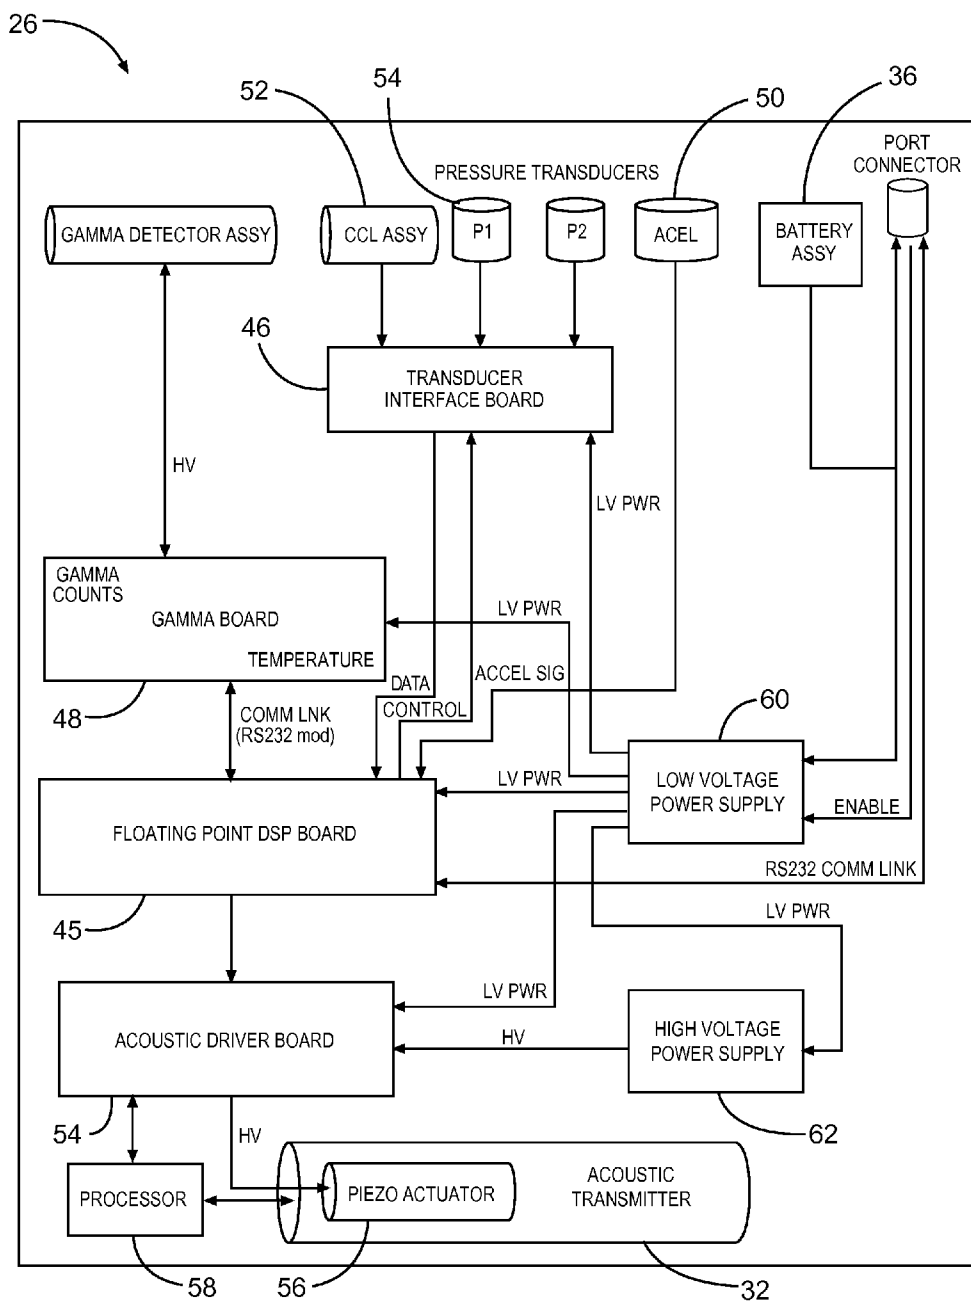 26
52
54
50
36
PORT
CONNECTOR
PRESSURE TRANSDUCERS
GAMMA DETECTOR ASSY
CCL ASSY
P1
P2
ACEL
BATTERY
ASSY
46
TRANSDUCER
INTERFACE BOARD
HV
LV PWR
GAMMA
COUNTS
GAMMA BOARD
TEMPERATURE
LV PWR
ACCEL SIG
DATA
CONTROL
48
COMM LNK
(RS232 mod)
60
LOW VOLTAGE
POWER SUPPLY
LV PWR
ENABLE
FLOATING POINT DSP BOARD
RS232 COMM LINK
45
LV PWR
LV PWR
ACOUSTIC DRIVER BOARD
HV
HIGH VOLTAGE
POWER SUPPLY
54
HV
62
PROCESSOR
PIEZO ACTUATOR
ACOUSTIC
TRANSMITTER
58
56
32